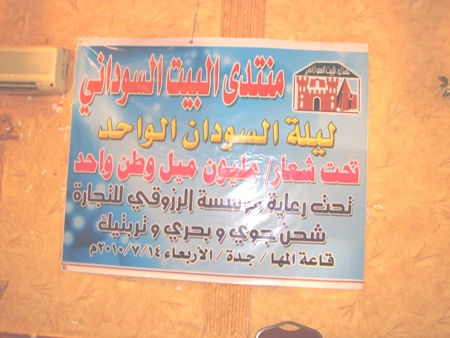 منتدى البيت السوداني
ليلة السودان الواحد
تحت شعار/ مليون ميل وطن واحد
تحت رعاية مؤسسة الرزوقي للتجارة
شحن جوي و بحري و تربتيك
قاعة المها / جدة / الأربعاء ٢٠١٠/٧/١٤م